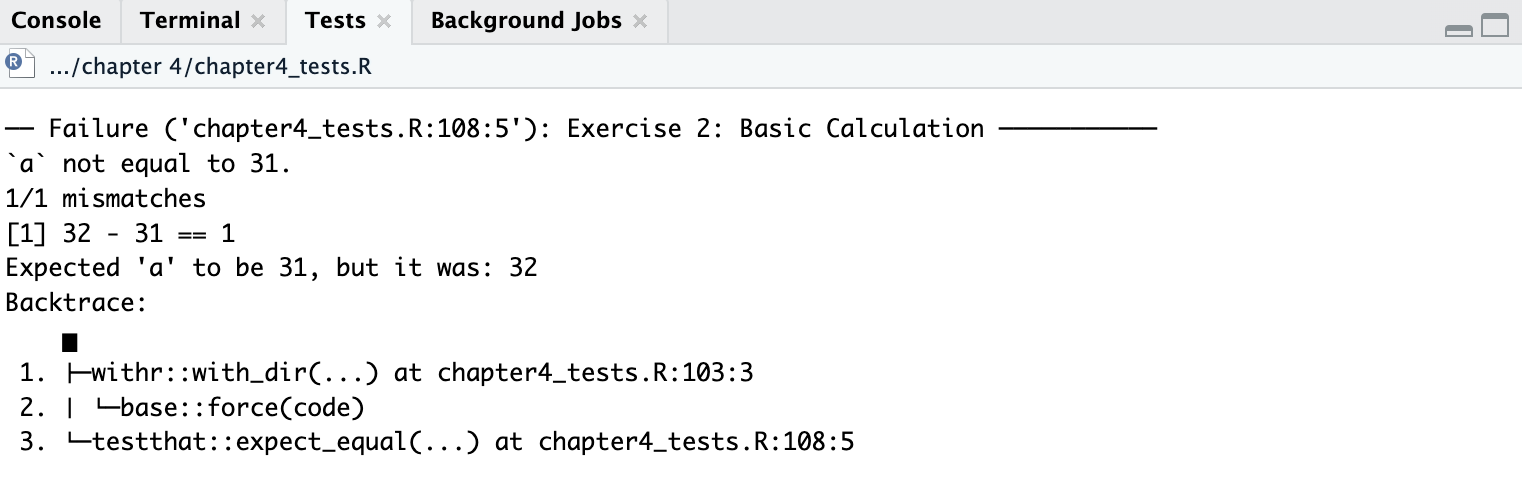 Console Terminal × Tests × Background Jobs ×
R .../chapter 4/chapter4_tests.R
── Failure ('chapter4_tests.R:108:5'): Exercise 2: Basic Calculation ───────────
`a` not equal to 31.
1/1 mismatches
[1] 32 - 31 == 1
Expected 'a' to be 31, but it was: 32
Backtrace:
    ■
 1. ├─withr::with_dir(...) at chapter4_tests.R:103:3
 2. │ └─base::force(code)
 3. └─testthat::expect_equal(...) at chapter4_tests.R:108:5